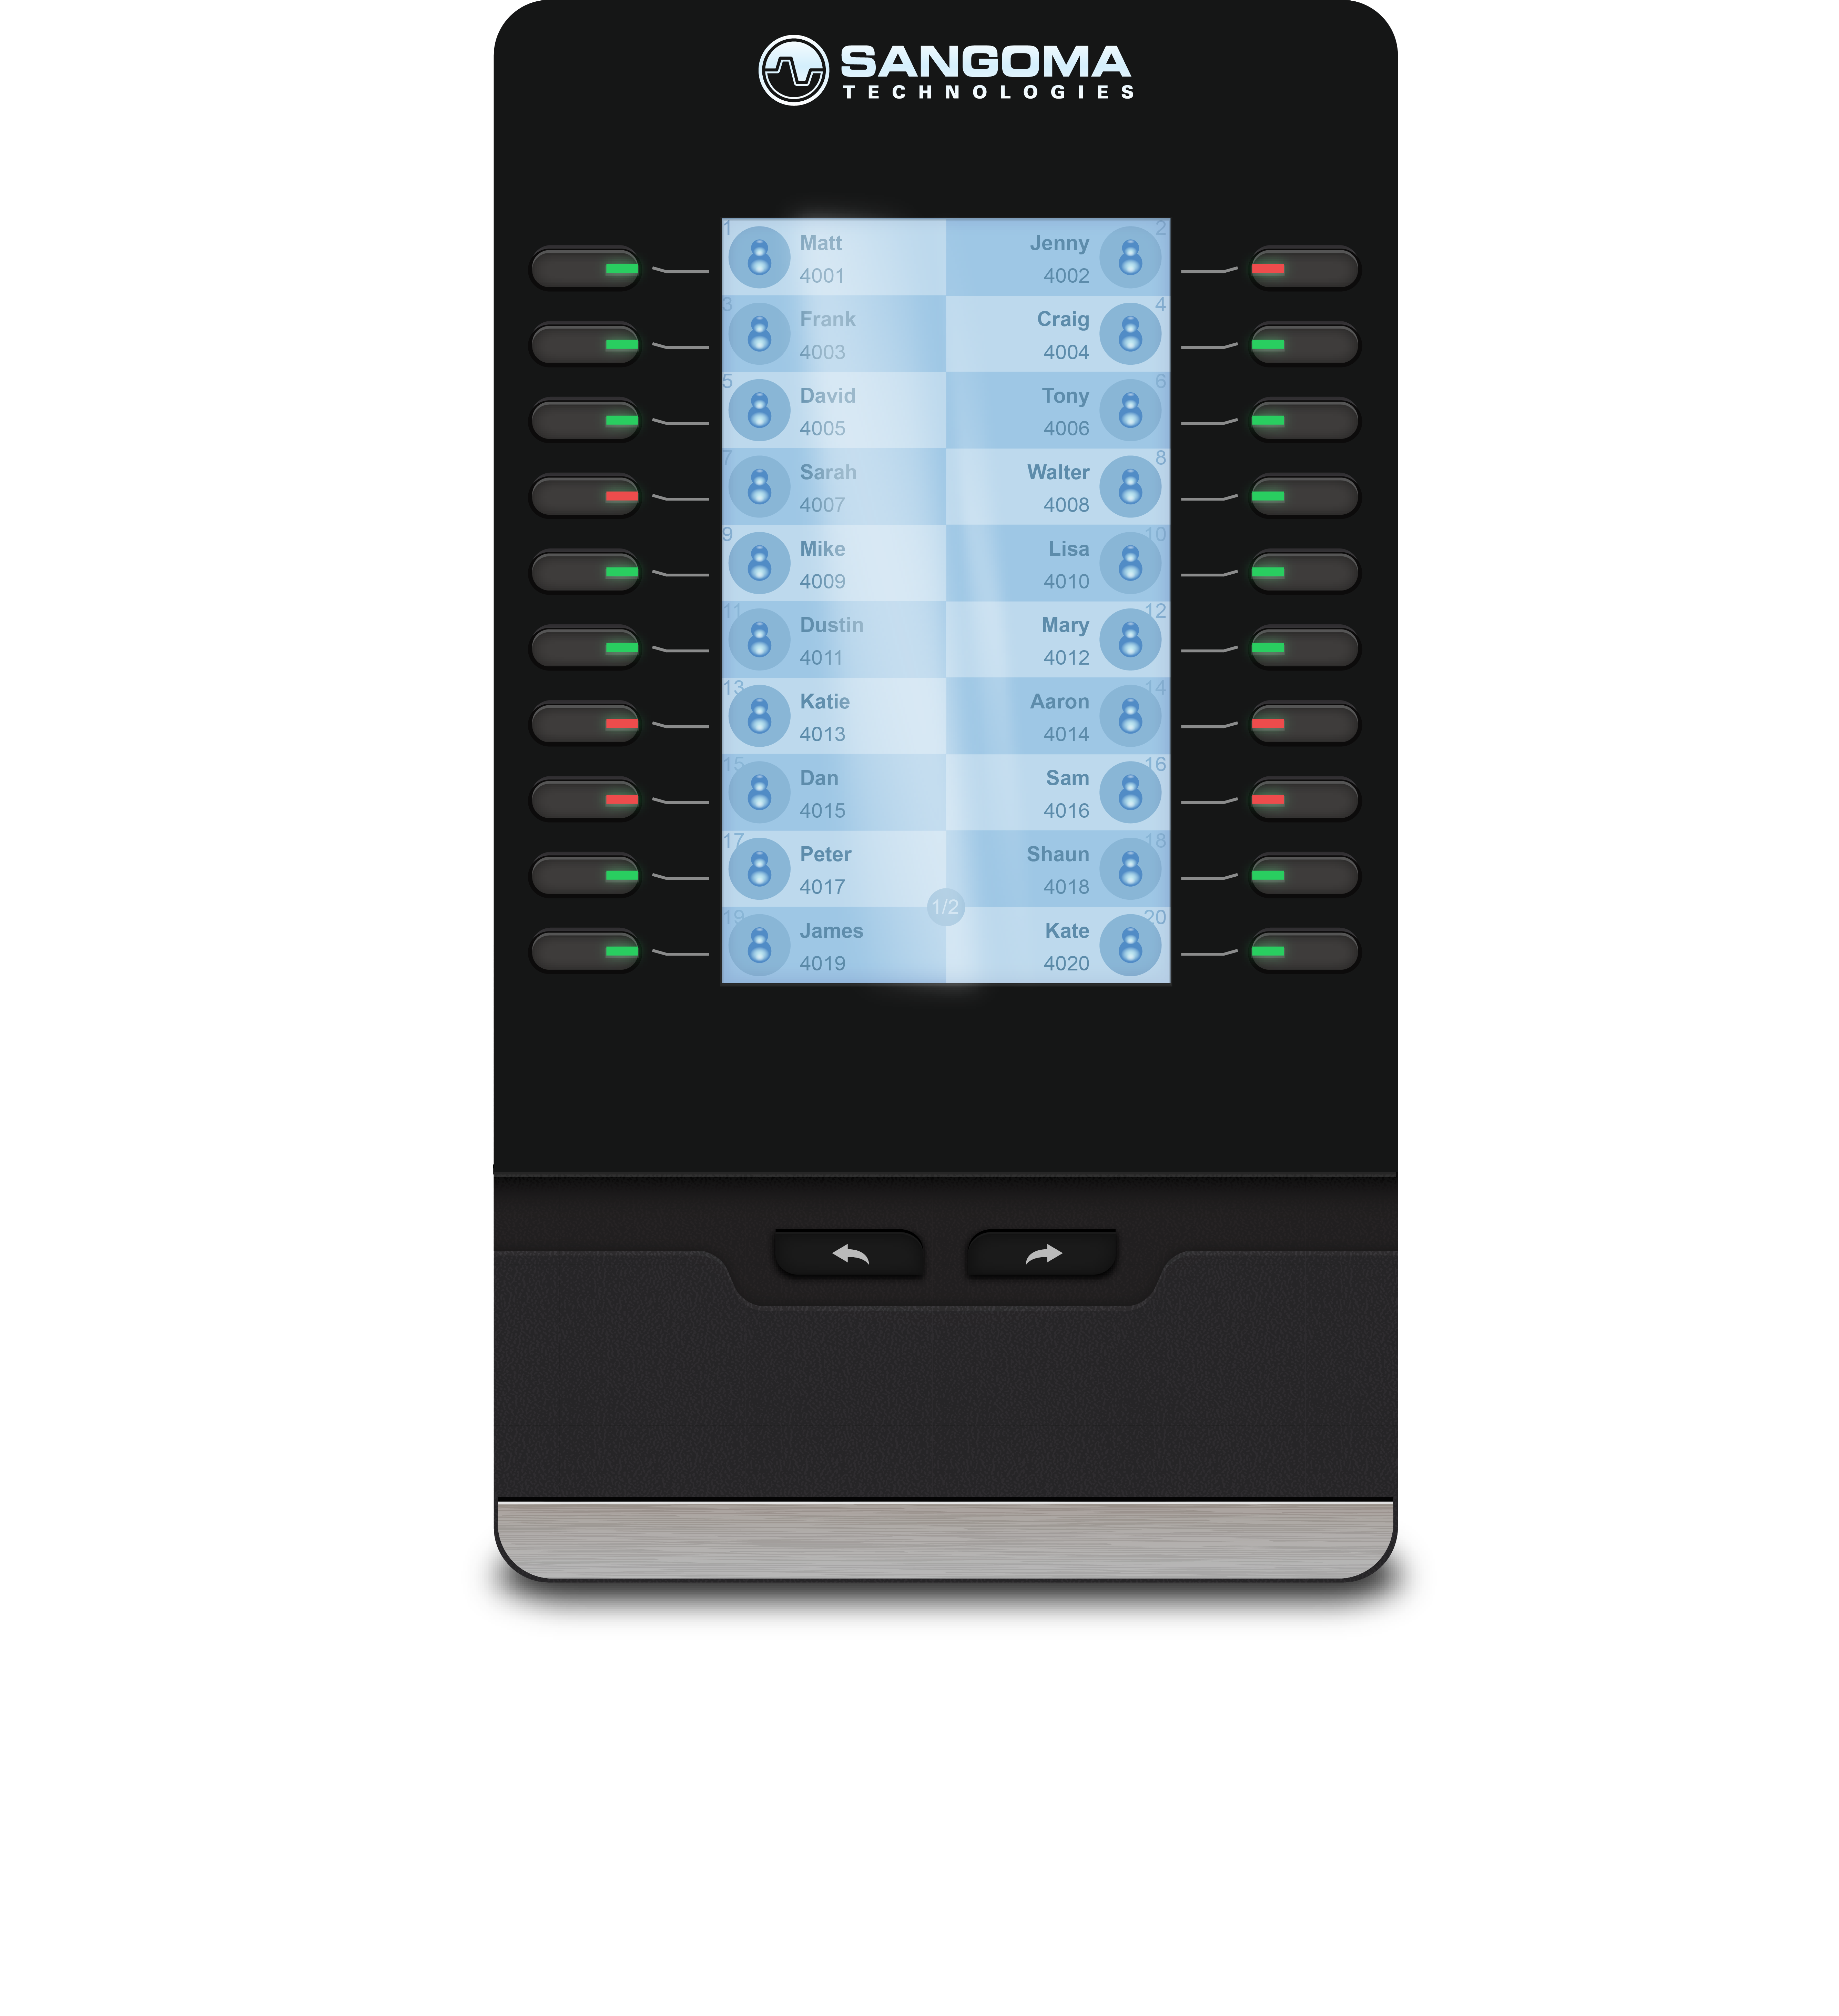 SANGOMA
TECHNOLOGIES
1 Matt 4001
2 Jenny 4002
3 Frank 4003
4 Craig 4004
5 David 4005
6 Tony 4006
7 Sarah 4007
8 Walter 4008
9 Mike 4009
10 Lisa 4010
11 Dustin 4011
12 Mary 4012
13 Katie 4013
14 Aaron 4014
15 Dan 4015
16 Sam 4016
17 Peter 4017
18 Shaun 4018
1/2
19 James 4019
20 Kate 4020